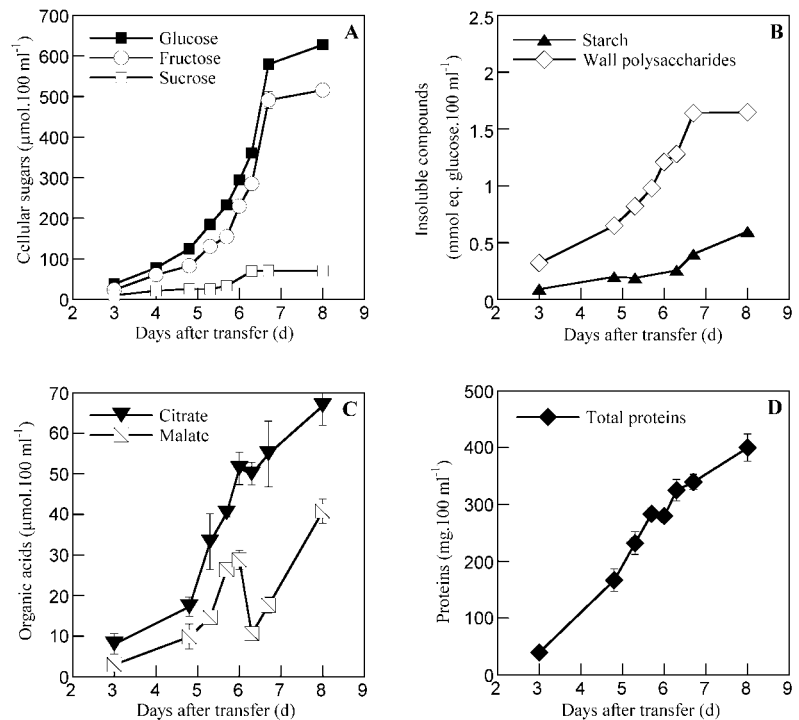 A
Glucose
Fructose
Sucrose
Cellular sugars (μmol.100 ml⁻¹)
700
600
500
400
300
200
100
0
2 3 4 5 6 7 8 9
Days after transfer (d)
B
Starch
Wall polysaccharides
Insoluble compounds
(mmol eq. glucose.100 ml⁻¹)
2.5
2
1.5
1
0.5
0
2 3 4 5 6 7 8 9
Days after transfer (d)
C
Citrate
Malate
Organic acids (μmol.100 ml⁻¹)
70
60
50
40
30
20
10
0
2 3 4 5 6 7 8 9
Days after transfer (d)
D
Total proteins
Proteins (mg.100 ml⁻¹)
500
400
300
200
100
0
2 3 4 5 6 7 8 9
Days after transfer (d)